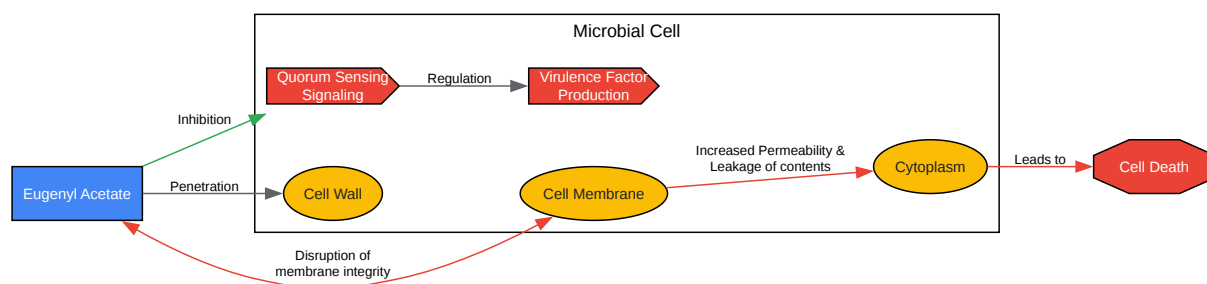 Microbial Cell
Quorum Sensing
Signaling
Regulation
Virulence Factor
Production
Inhibition
Eugenyl Acetate
Penetration
Cell Wall
Cell Membrane
Increased Permeability &
Leakage of contents
Cytoplasm
Leads to
Cell Death
Disruption of
membrane integrity